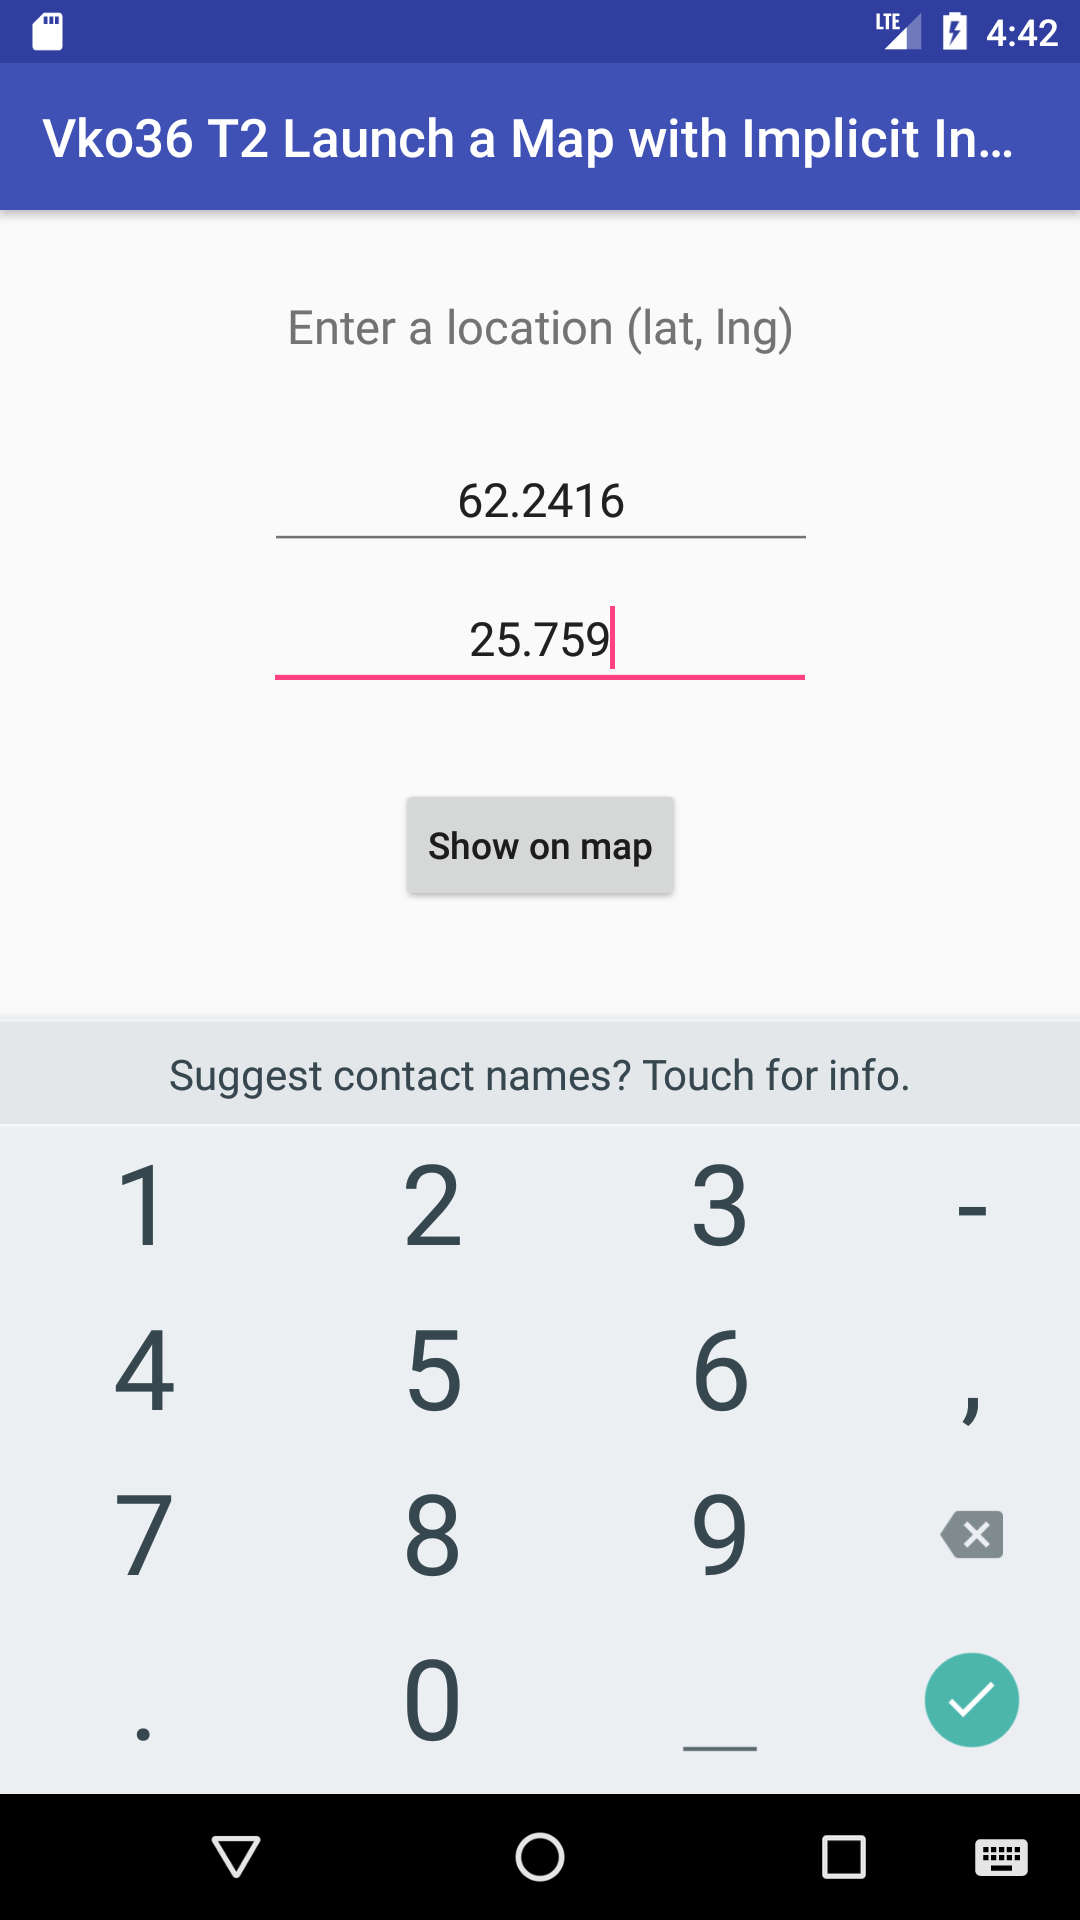 LTE 4:42
Vko36 T2 Launch a Map with Implicit In...
Enter a location (lat, lng)
62.2416
25.759
Show on map
Suggest contact names? Touch for info.
1 2 3 -
4 5 6 ,
7 8 9
. 0 _